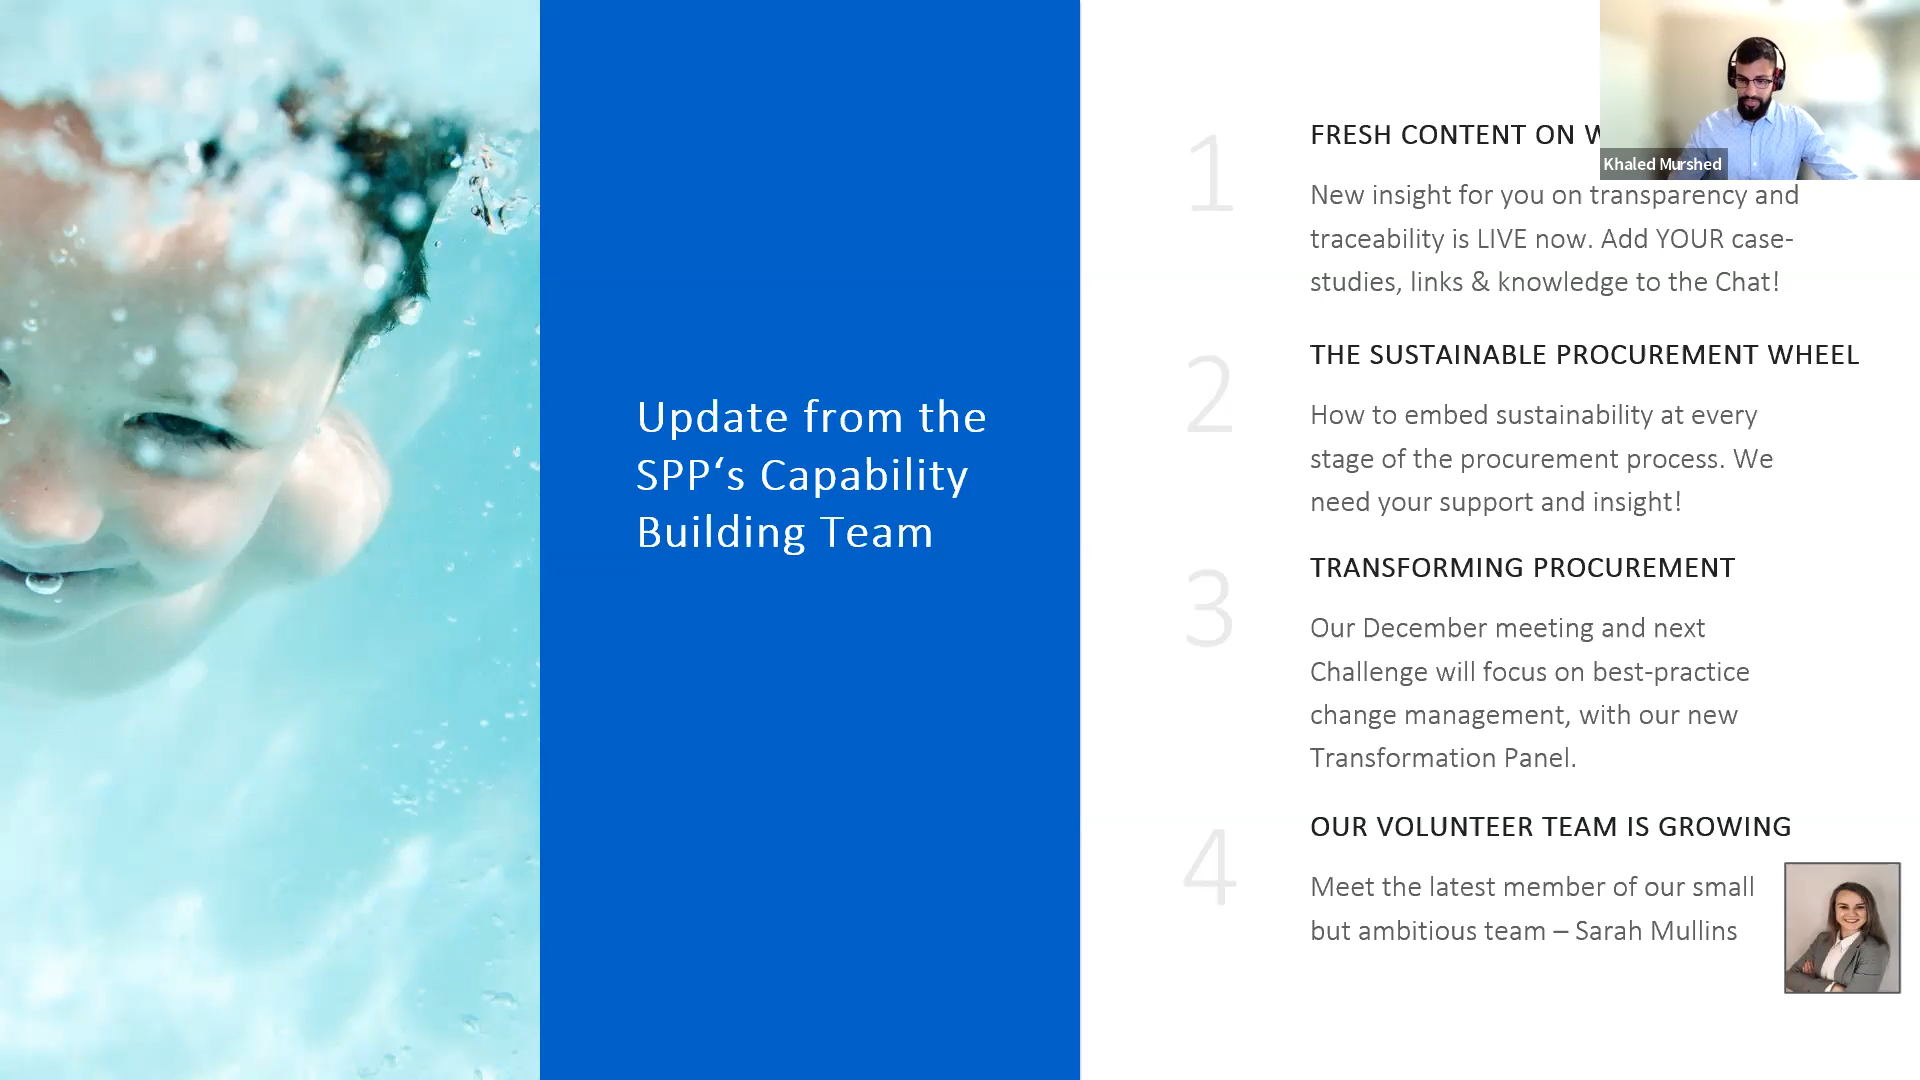 Update from the
SPP‘s Capability
Building Team
1
FRESH CONTENT ON
New insight for you on transparency and
traceability is LIVE now. Add YOUR case-
studies, links & knowledge to the Chat!
2
THE SUSTAINABLE PROCUREMENT WHEEL
How to embed sustainability at every
stage of the procurement process. We
need your support and insight!
3
TRANSFORMING PROCUREMENT
Our December meeting and next
Challenge will focus on best-practice
change management, with our new
Transformation Panel.
4
OUR VOLUNTEER TEAM IS GROWING
Meet the latest member of our small
but ambitious team – Sarah Mullins
Khaled Murshed